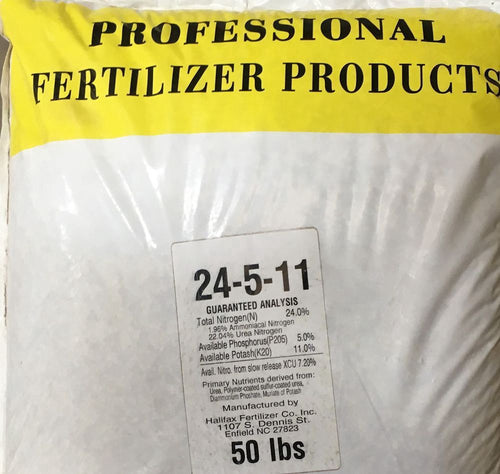 PROFESSIONAL
FERTILIZER PRODUCTS
24-5-11
GUARANTEED ANALYSIS
Total Nitrogen(N) 24.0%
1.96% Ammoniacal Nitrogen
22.04% Urea Nitrogen
Available Phosphorus(P205) 5.0%
Available Potash(K20) 11.0%
Avail. Nitro. from slow release XCU 7.20%
Primary Nutrients derived from:
Urea, Polymer-coated sulfur-coated urea,
Diammonium Phoshate, Muriate of Potash
Manufactured by
Halifax Fertilizer Co. Inc.
1107 S. Dennis St.
Enfield NC 27823
50 lbs